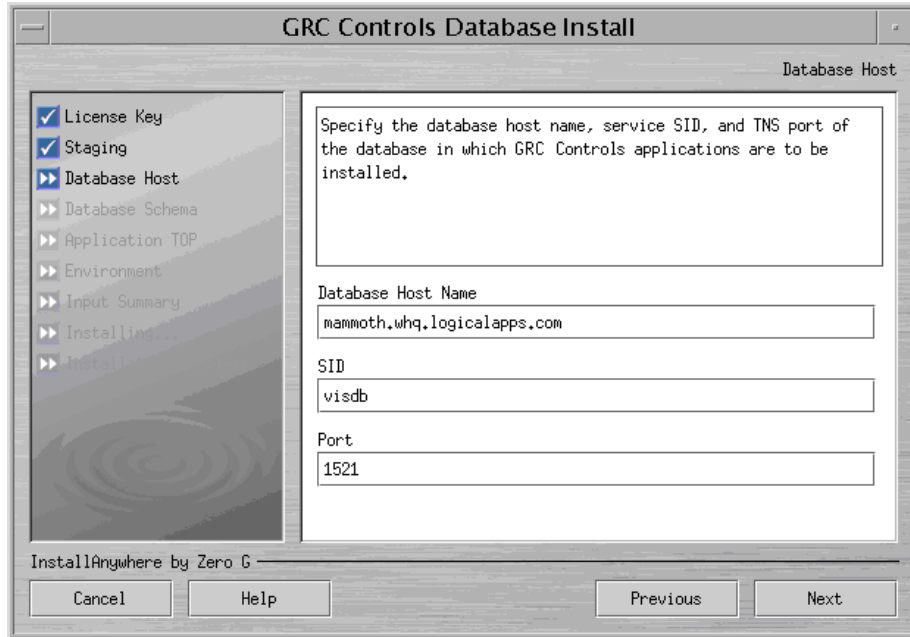 GRC Controls Database Install
Database Host
License Key
Staging
Database Host
Database Schema
Application TOP
Environment
Input Summary
Installing...
Specify the database host name, service SID, and TNS port of
the database in which GRC Controls applications are to be
installed.
Database Host Name
mammoth.whq.logicalapps.com
SID
visdb
Port
1521
InstallAnywhere by Zero G
Cancel
Help
Previous
Next